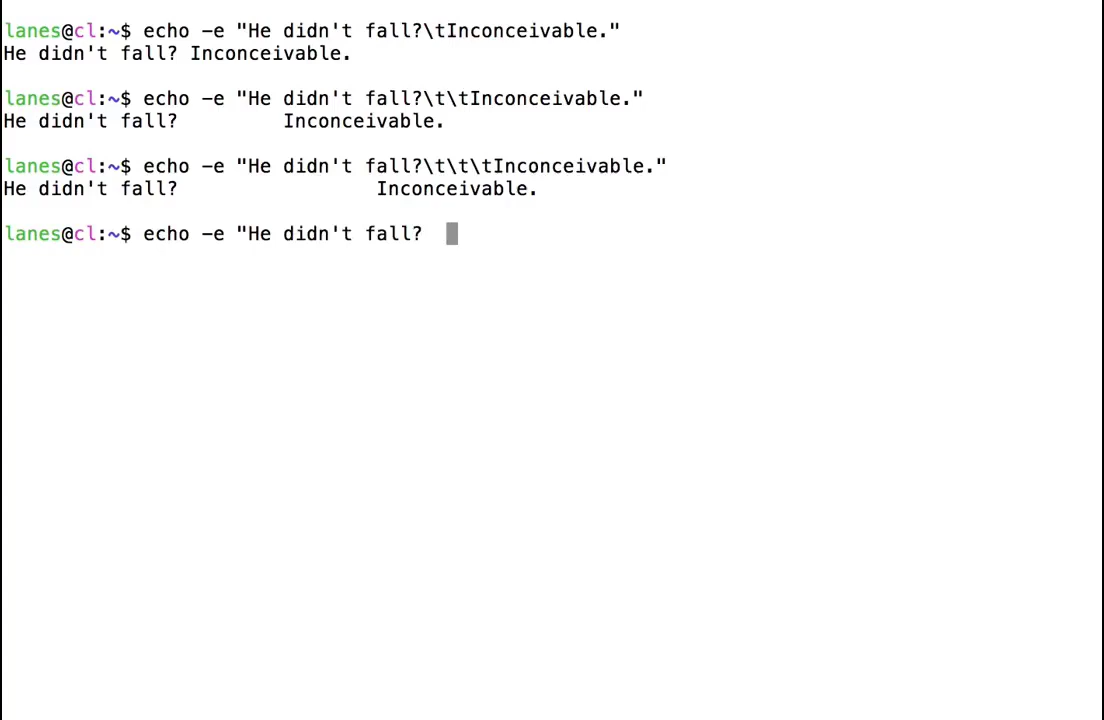 lanes@cl:~$ echo -e "He didn't fall?\tInconceivable."
He didn't fall? Inconceivable.
lanes@cl:~$ echo -e "He didn't fall?\t\tInconceivable."
He didn't fall?         Inconceivable.
lanes@cl:~$ echo -e "He didn't fall?\t\t\tInconceivable."
He didn't fall?                 Inconceivable.
lanes@cl:~$ echo -e "He didn't fall?